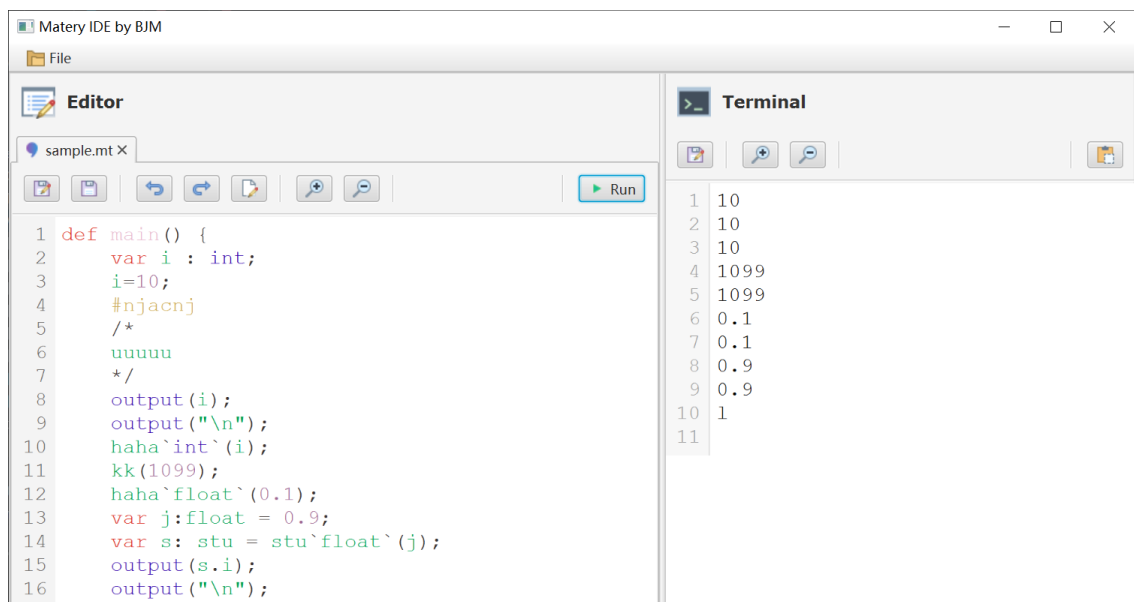 Matery IDE by BJM
File
Editor
sample.mt
Run
1 def main() {
2 var i : int;
3 i=10;
4 #njacnj
5 /*
6 uuuuu
7 */
8 output(i);
9 output("\n");
10 haha`int`(i);
11 kk(1099);
12 haha`float`(0.1);
13 var j:float = 0.9;
14 var s: stu = stu`float`(j);
15 output(s.i);
16 output("\n");
Terminal
1 10
2 10
3 10
4 1099
5 1099
6 0.1
7 0.1
8 0.9
9 0.9
10 l
11